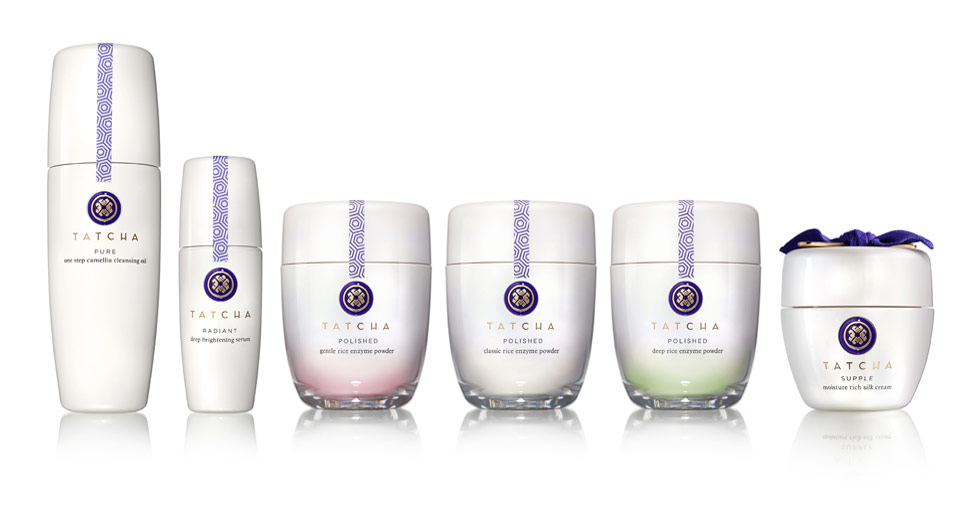 TATCHA
PURE
one step camellia cleansing oil
TATCHA
RADIANT
deep brightening serum
TATCHA
POLISHED
gentle rice enzyme powder
TATCHA
POLISHED
classic rice enzyme powder
TATCHA
POLISHED
deep rice enzyme powder
TATCHA
SUPPLE
moisture rich silk cream